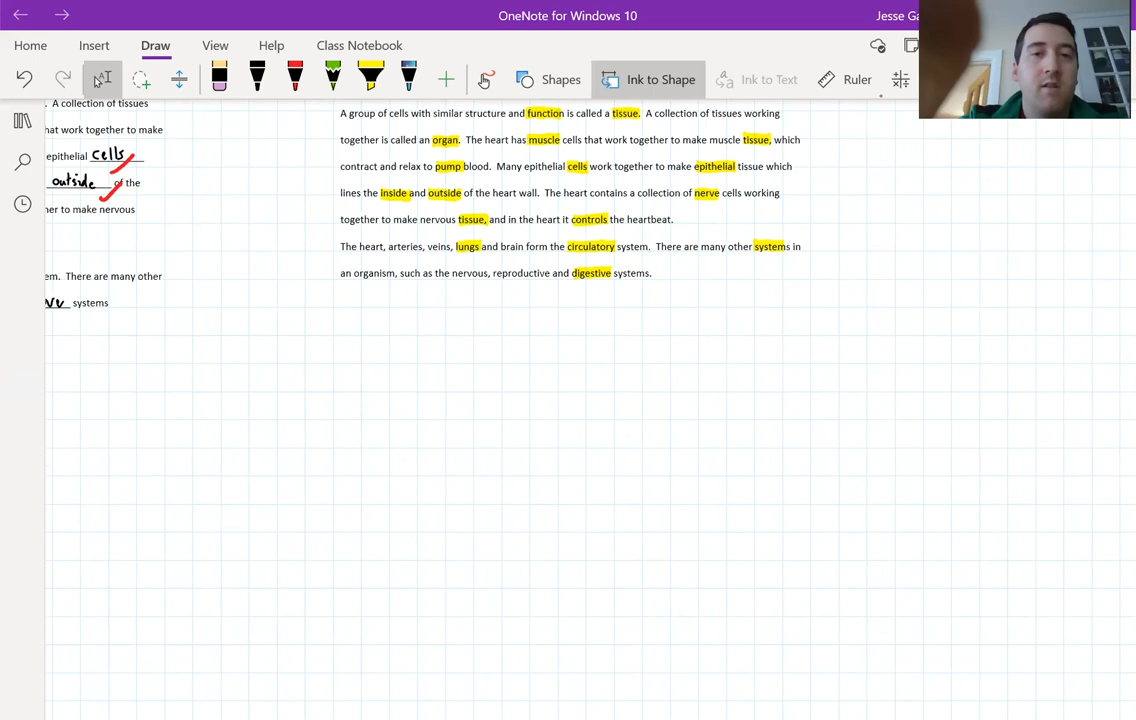 OneNote for Windows 10
Jesse Ga
Home Insert Draw View Help Class Notebook
Shapes Ink to Shape Ink to Text Ruler
. A collection of tissues
hat work together to make
epithelial cells
outside of the
her to make nervous
em. There are many other
ve systems
A group of cells with similar structure and function is called a tissue. A collection of tissues working
together is called an organ. The heart has muscle cells that work together to make muscle tissue, which
contract and relax to pump blood. Many epithelial cells work together to make epithelial tissue which
lines the inside and outside of the heart wall. The heart contains a collection of nerve cells working
together to make nervous tissue, and in the heart it controls the heartbeat.
The heart, arteries, veins, lungs and brain form the circulatory system. There are many other systems in
an organism, such as the nervous, reproductive and digestive systems.